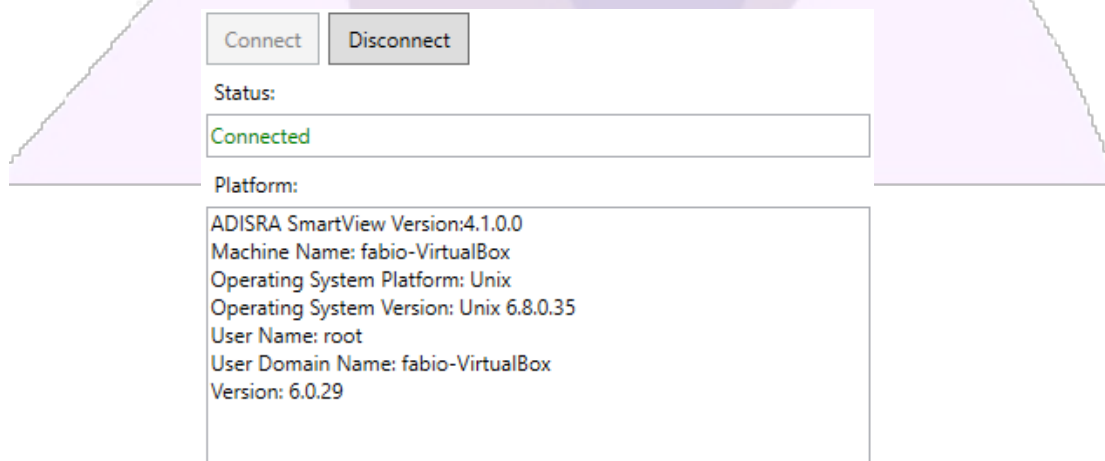 Connect Disconnect
Status:
Connected
Platform:
ADISRA SmartView Version:4.1.0.0
Machine Name: fabio-VirtualBox
Operating System Platform: Unix
Operating System Version: Unix 6.8.0.35
User Name: root
User Domain Name: fabio-VirtualBox
Version: 6.0.29